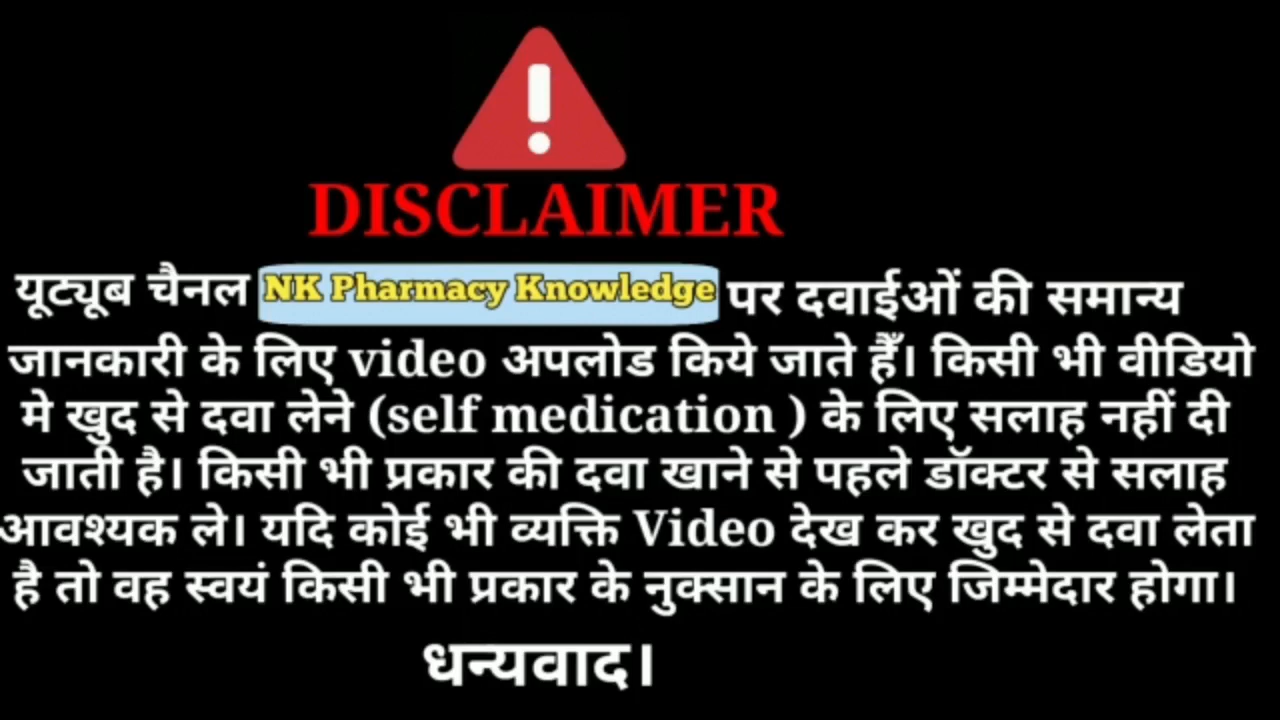 DISCLAIMER
यूट्यूब चैनल NK Pharmacy Knowledge पर दवाईओं की समान्य
जानकारी के लिए video अपलोड किये जाते हैँ। किसी भी वीडियो
मे खुद से दवा लेने (self medication ) के लिए सलाह नहीं दी
जाती है। किसी भी प्रकार की दवा खाने से पहले डॉक्टर से सलाह
आवश्यक ले। यदि कोई भी व्यक्ति Video देख कर खुद से दवा लेता
है तो वह स्वयं किसी भी प्रकार के नुक्सान के लिए जिम्मेदार होगा।
धन्यवाद।